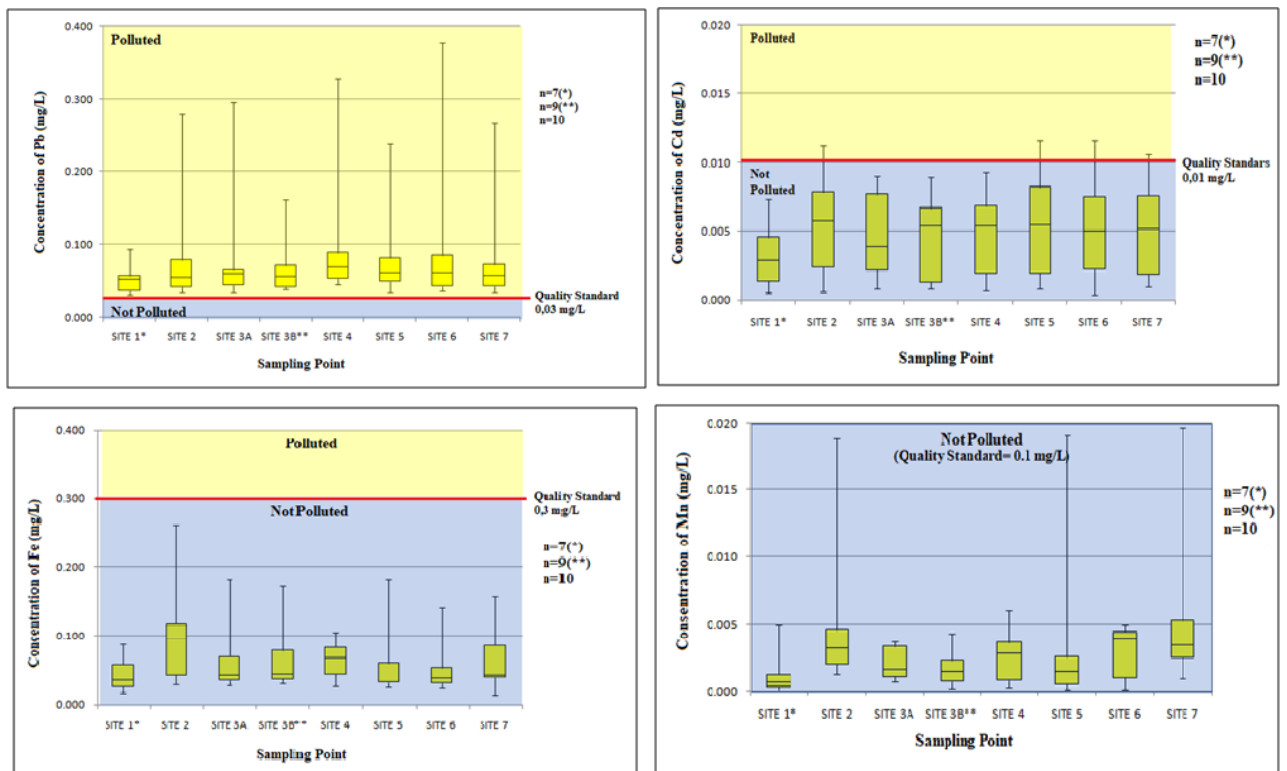 0.400
0.300
0.200
0.100
0.000
Concentration of Pb (mg/L)
Polluted
n=7(*)
n=9(**)
n=10
Quality Standard
0,03 mg/L
Not Polluted
SITE 1* SITE 2 SITE 3A SITE 3B** SITE 4 SITE 5 SITE 6 SITE 7
Sampling Point
0.020
0.015
0.010
0.005
0.000
Concentration of Cd (mg/L)
Polluted
n=7(*)
n=9(**)
n=10
Quality Standars
0,01 mg/L
Not
Polluted
SITE 1* SITE 2 SITE 3A SITE 3B** SITE 4 SITE 5 SITE 6 SITE 7
Sampling Point
0.400
0.300
0.200
0.100
0.000
Concentration of Fe (mg/L)
Polluted
Quality Standard
0,3 mg/L
Not Polluted
n=7(*)
n=9(**)
n=10
SITE 1* SITE 2 SITE 3A SITE 3B** SITE 4 SITE 5 SITE 6 SITE 7
Sampling Point
0.020
0.015
0.010
0.005
0.000
Consentration of Mn (mg/L)
Not Polluted
(Quality Standard= 0.1 mg/L)
n=7(*)
n=9(**)
n=10
SITE 1* SITE 2 SITE 3A SITE 3B** SITE 4 SITE 5 SITE 6 SITE 7
Sampling Point